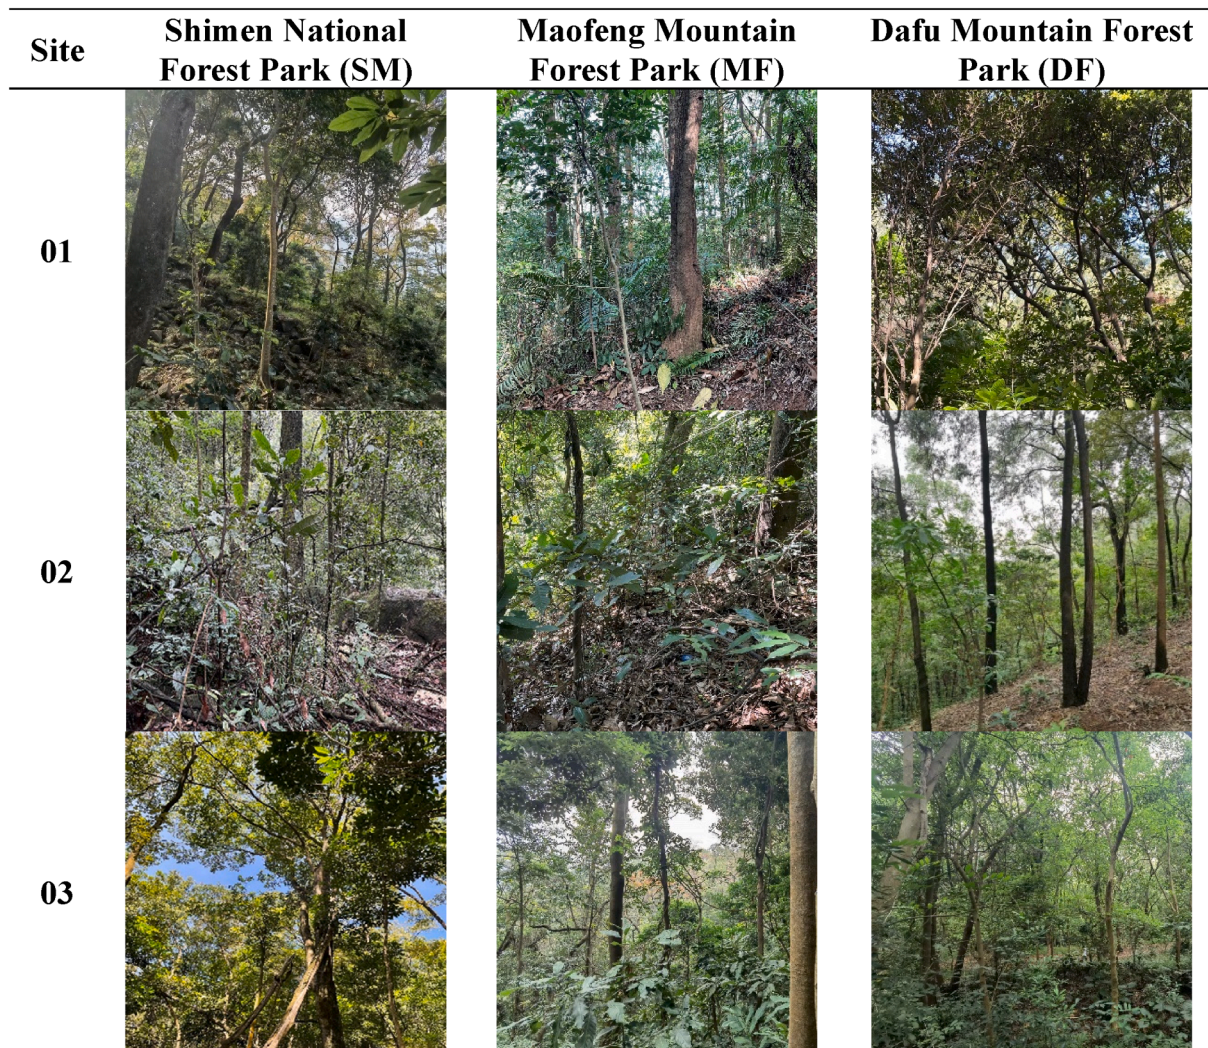 Site
Shimen National
Forest Park (SM)
Maofeng Mountain
Forest Park (MF)
Dafu Mountain Forest
Park (DF)
01
02
03